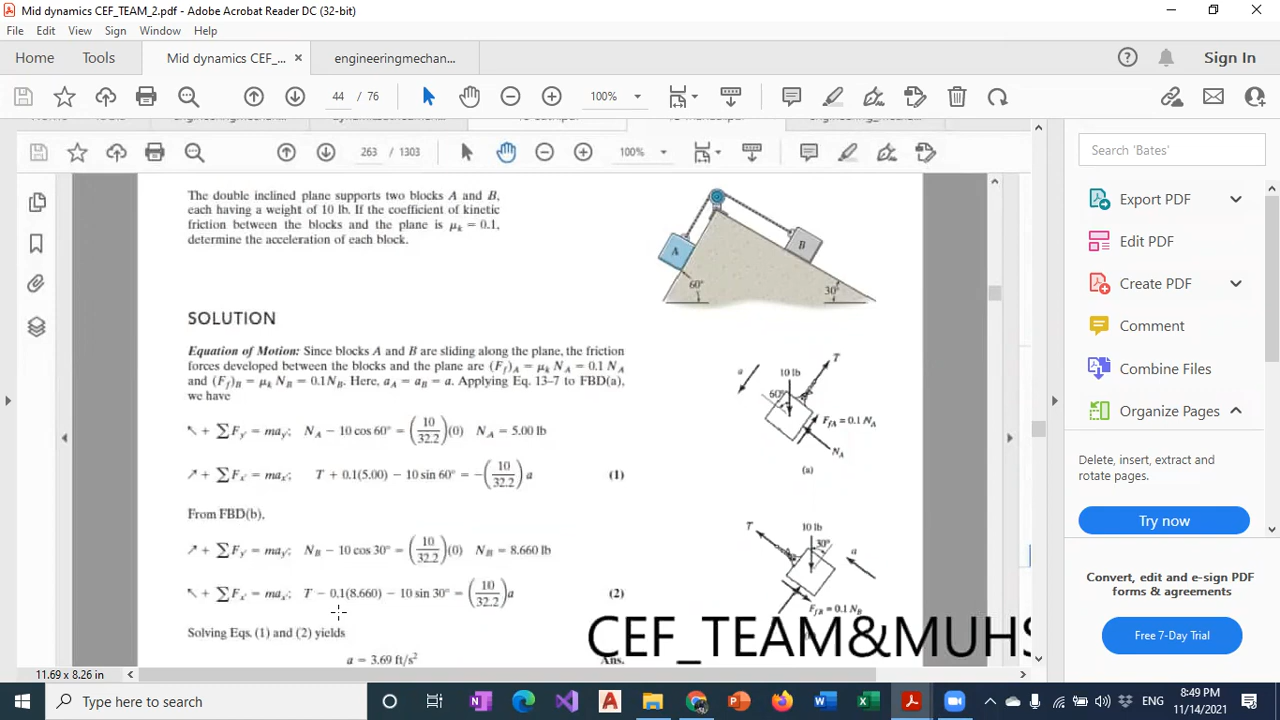 Mid dynamics CEF_TEAM_2.pdf - Adobe Acrobat Reader DC (32-bit)
File Edit View Sign Window Help
Home Tools Mid dynamics CEF_... × engineeringmechan... Sign In
44 / 76 100%
263 / 1303 100%
Search 'Bates'
Export PDF
Edit PDF
Create PDF
Comment
Combine Files
Organize Pages
Delete, insert, extract and
rotate pages.
Try now
Convert, edit and e-sign PDF
forms & agreements
Free 7-Day Trial
The double inclined plane supports two blocks A and B,
each having a weight of 10 lb. If the coefficient of kinetic
friction between the blocks and the plane is μk = 0.1,
determine the acceleration of each block.
A B
60° 30°
SOLUTION
Equation of Motion: Since blocks A and B are sliding along the plane, the friction
forces developed between the blocks and the plane are (Ff)A = μk NA = 0.1 NA
and (Ff)B = μk NB = 0.1NB. Here, aA = aB = a. Applying Eq. 13–7 to FBD(a),
we have
↖+ ΣFy' = may'; NA − 10 cos 60° = (10/32.2)(0) NA = 5.00 lb
↗+ ΣFx' = max'; T + 0.1(5.00) − 10 sin 60° = −(10/32.2)a (1)
From FBD(b),
↗+ ΣFy' = may'; NB − 10 cos 30° = (10/32.2)(0) NB = 8.660 lb
↖+ ΣFx' = max'; T − 0.1(8.660) − 10 sin 30° = (10/32.2)a (2)
Solving Eqs. (1) and (2) yields
a = 3.69 ft/s² Ans.
a 10 lb T
60°
FfA = 0.1 NA
NA
(a)
T 10 lb
30° a
FfB = 0.1 NB
CEF_TEAM&MUHS
11.69 x 8.26 in
Type here to search
ENG
8:49 PM
11/14/2021